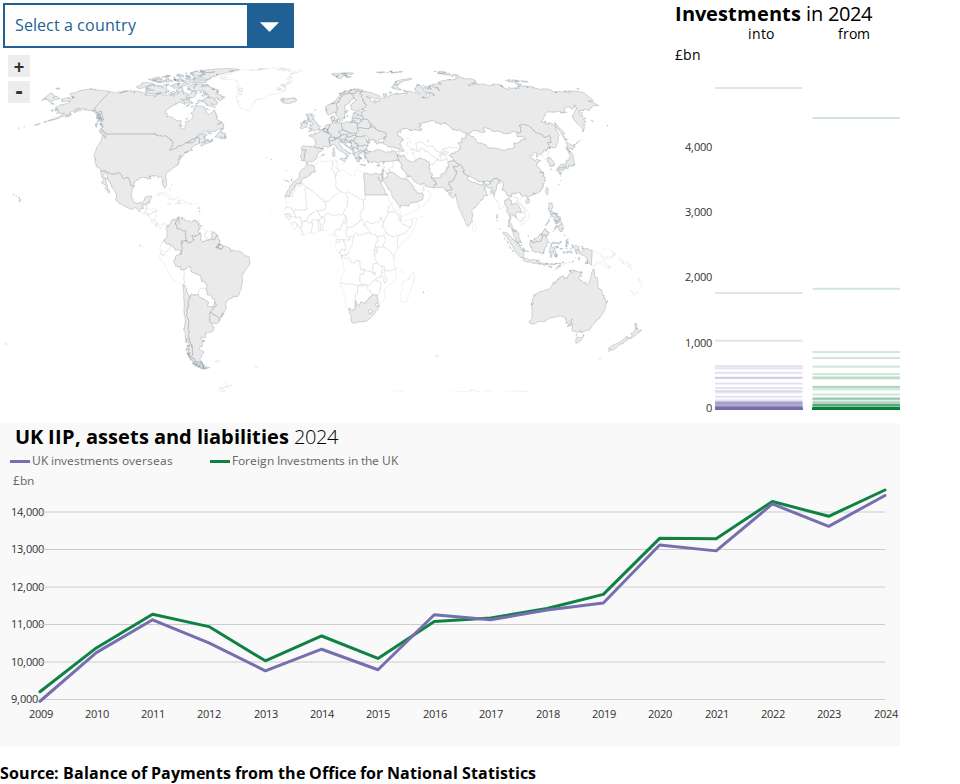 Select a country
+
-
Investments in 2024
into from
£bn
4,000
3,000
2,000
1,000
0
UK IIP, assets and liabilities 2024
UK investments overseas Foreign Investments in the UK
£bn
14,000
13,000
12,000
11,000
10,000
9,000
2009 2010 2011 2012 2013 2014 2015 2016 2017 2018 2019 2020 2021 2022 2023 2024
Source: Balance of Payments from the Office for National Statistics